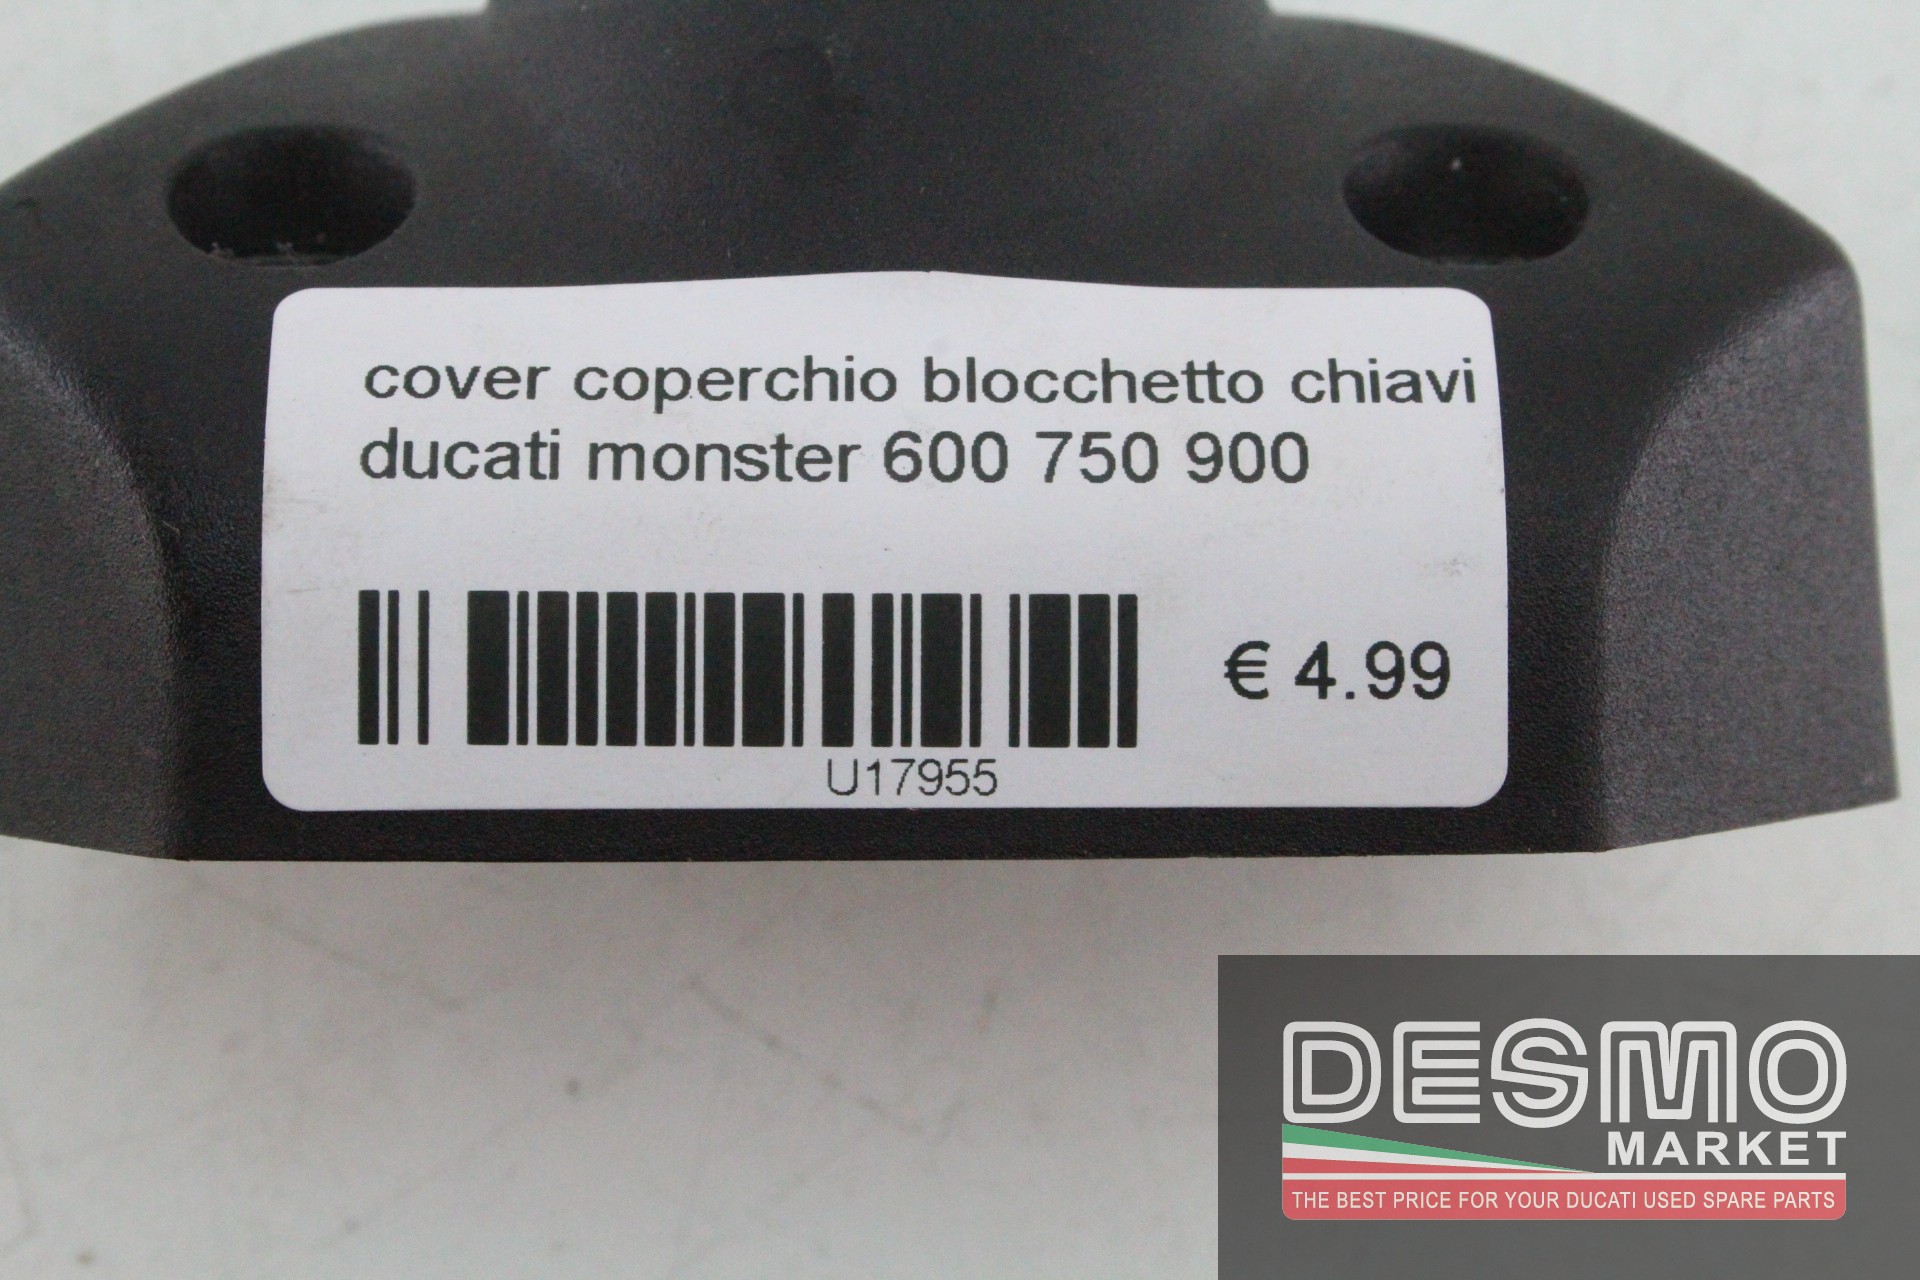 cover coperchio blocchetto chiavi
ducati monster 600 750 900
€ 4.99
U17955
DESMO
MARKET
THE BEST PRICE FOR YOUR DUCATI USED SPARE PARTS